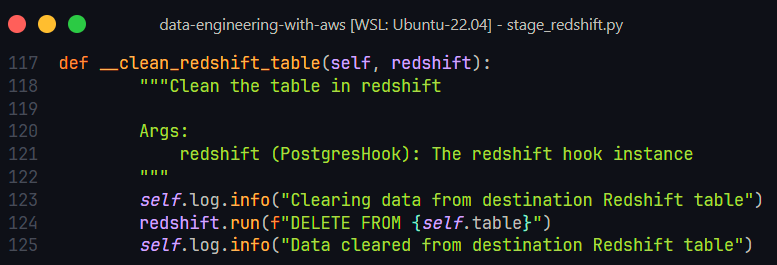 data-engineering-with-aws [WSL: Ubuntu-22.04] - stage_redshift.py
117 def __clean_redshift_table(self, redshift):
118         """Clean the table in redshift
119
120         Args:
121             redshift (PostgresHook): The redshift hook instance
122         """
123         self.log.info("Clearing data from destination Redshift table")
124         redshift.run(f"DELETE FROM {self.table}")
125         self.log.info("Data cleared from destination Redshift table")